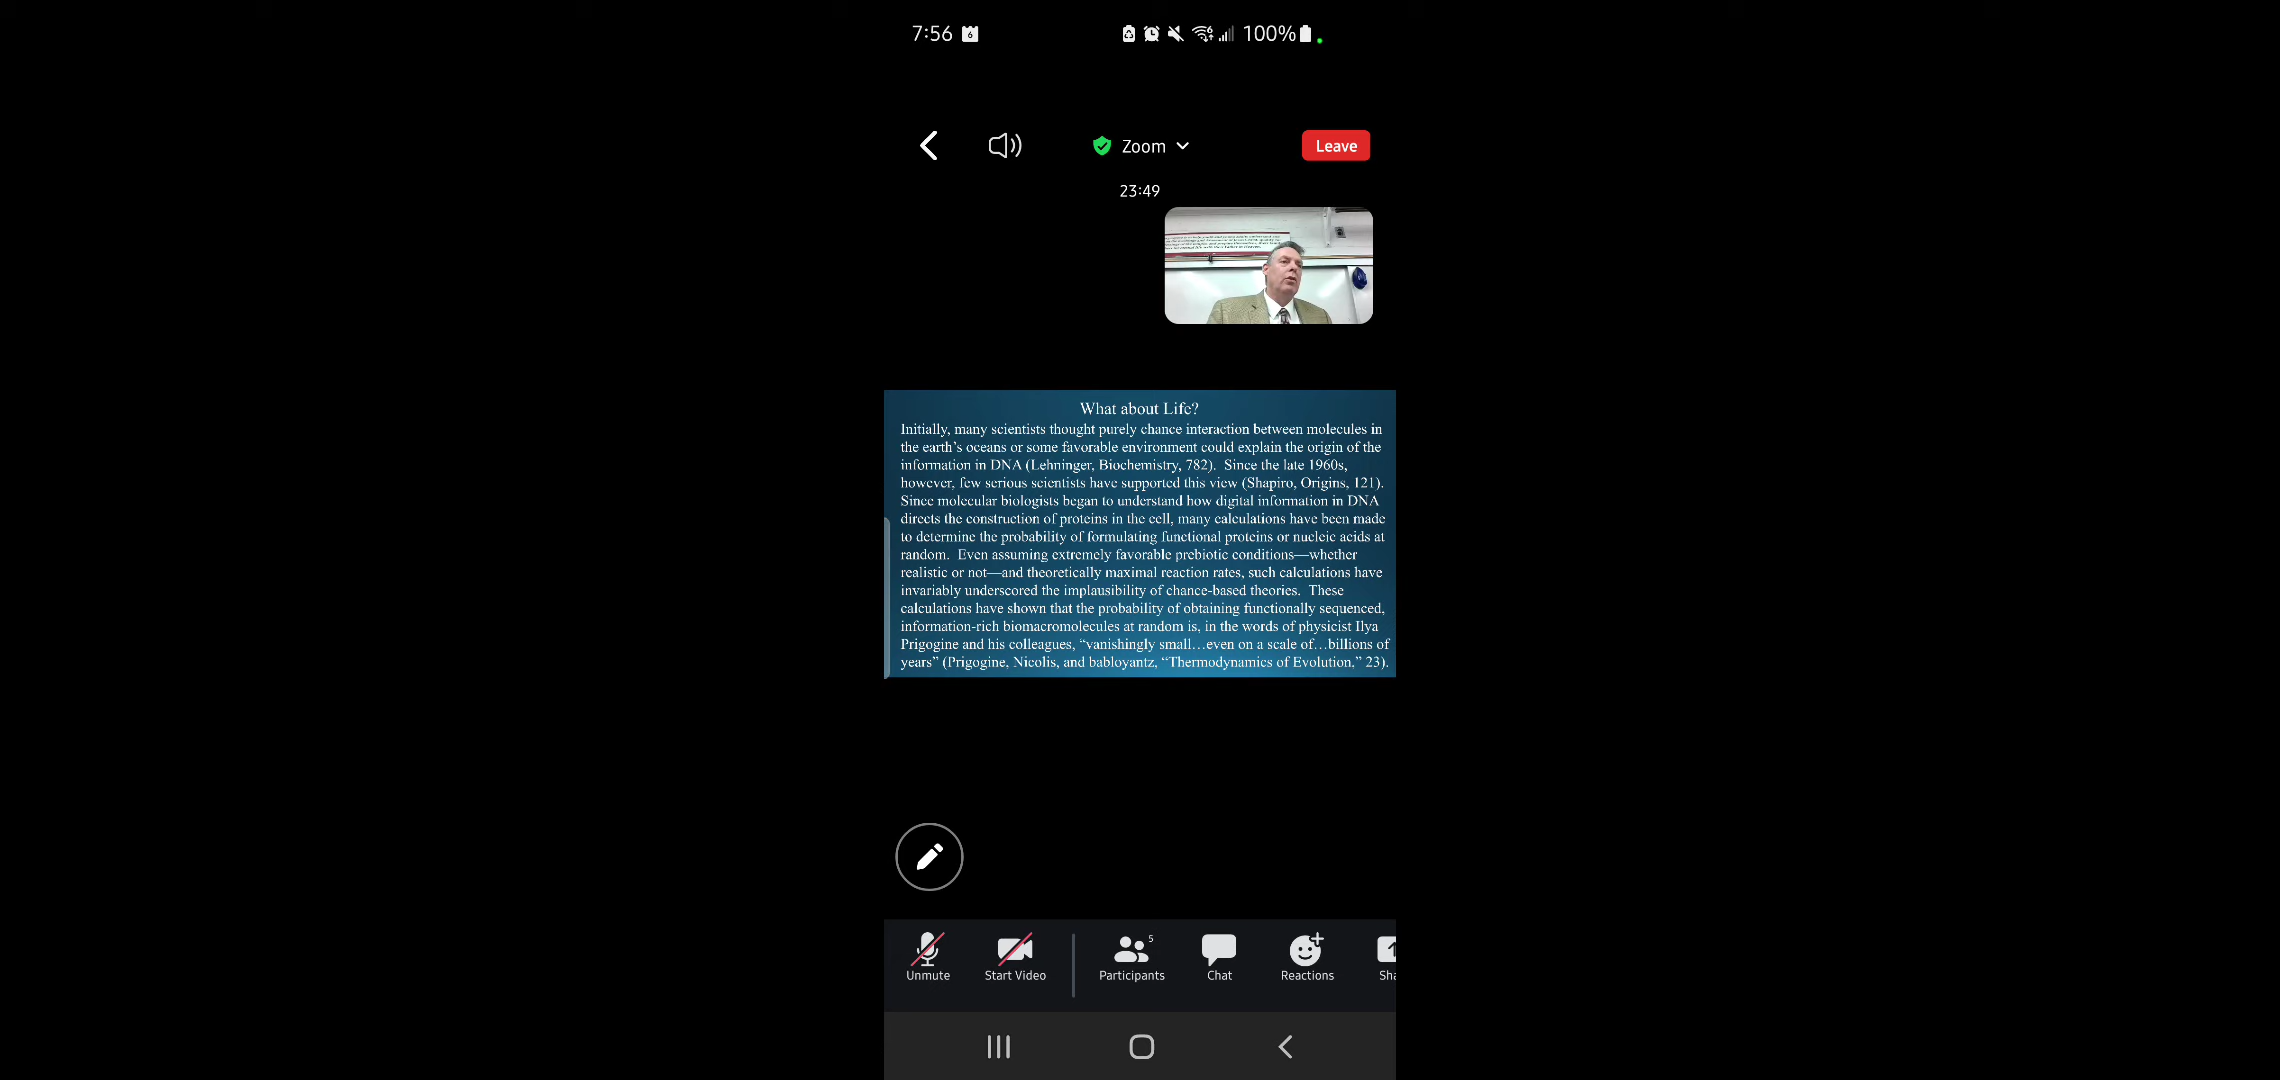 7:56
6
100%
Zoom
Leave
23:49
What about Life?
Initially, many scientists thought purely chance interaction between molecules in
the earth's oceans or some favorable environment could explain the origin of the
information in DNA (Lehninger, Biochemistry, 782).  Since the late 1960s,
however, few serious scientists have supported this view (Shapiro, Origins, 121).
Since molecular biologists began to understand how digital information in DNA
directs the construction of proteins in the cell, many calculations have been made
to determine the probability of formulating functional proteins or nucleic acids at
random.  Even assuming extremely favorable prebiotic conditions—whether
realistic or not—and theoretically maximal reaction rates, such calculations have
invariably underscored the implausibility of chance-based theories.  These
calculations have shown that the probability of obtaining functionally sequenced,
information-rich biomacromolecules at random is, in the words of physicist Ilya
Prigogine and his colleagues, “vanishingly small…even on a scale of…billions of
years” (Prigogine, Nicolis, and babloyantz, “Thermodynamics of Evolution,” 23).
5
Unmute
Start Video
Participants
Chat
Reactions
Sha